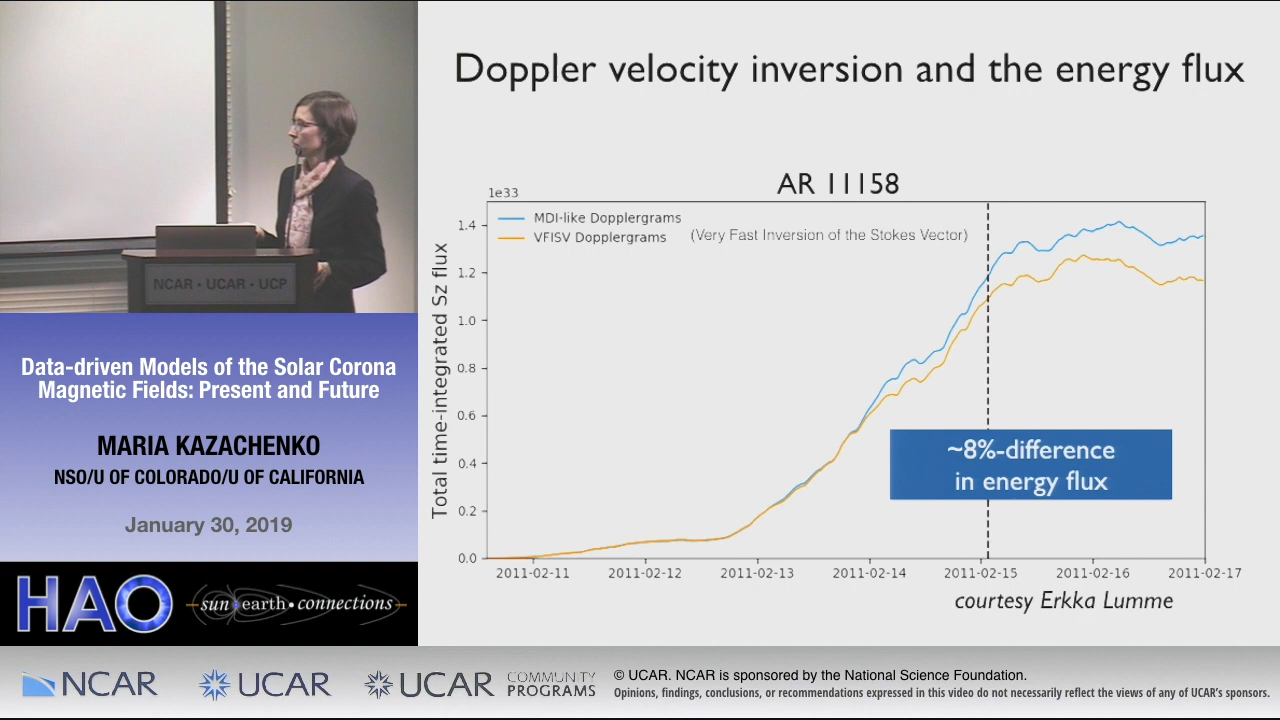 Doppler velocity inversion and the energy flux
AR 11158
1e33
MDI-like Dopplergrams
VFISV Dopplergrams (Very Fast Inversion of the Stokes Vector)
Total time-integrated Sz flux
1.4
1.2
1.0
0.8
0.6
0.4
0.2
0.0
~8%-difference
in energy flux
2011-02-11 2011-02-12 2011-02-13 2011-02-14 2011-02-15 2011-02-16 2011-02-17
courtesy Erkka Lumme
NCAR • UCAR • UCP
Data-driven Models of the Solar Corona
Magnetic Fields: Present and Future
MARIA KAZACHENKO
NSO/U OF COLORADO/U OF CALIFORNIA
January 30, 2019
HAO sun•earth•connections
NCAR UCAR UCAR COMMUNITY
PROGRAMS
© UCAR. NCAR is sponsored by the National Science Foundation.
Opinions, findings, conclusions, or recommendations expressed in this video do not necessarily reflect the views of any of UCAR's sponsors.